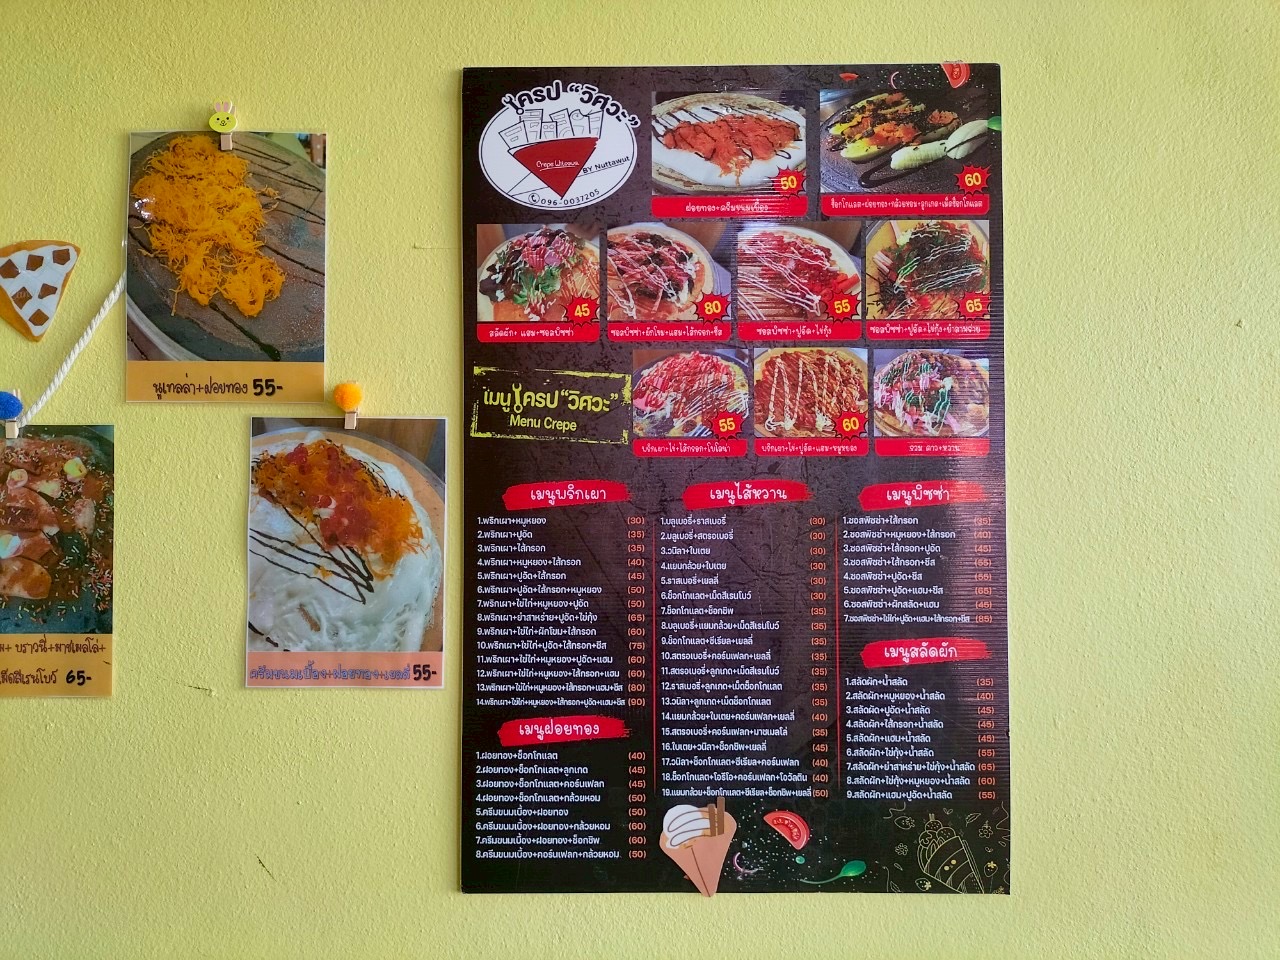 นูเทลล่า+ฝอยทอง 55-
บราวนี่+มาชเมลโล่+
เม็ดสีเรนโบว์ 65-
ครีมขนมเบื้อง+ฝอยทอง+เยลลี่ 55-
เครป "วิศวะ"
Crepe Witsawa
BY Nuttawut
096-0037205
50
ฝอยทอง+ครีมขนมเบื้อง
60
ช็อกโกแลต+ฝอยทอง+กล้วยหอม+ลูกเกด+เม็ดช็อกโกแลต
45
สลัดผัก+ แฮม+ซอสพิซซ่า
80
ซอสพิซซ่า+ผักโขม+แฮม+ไส้กรอก+ชีส
55
ซอสพิซซ่า+ปูอัด+ไข่กุ้ง
65
ซอสพิซซ่า+ปูอัด+ไข่กุ้ง+ยำสาหร่าย
เมนูเครป "วิศวะ"
Menu Crepe
55
พริกเผา+ไข่+ไส้กรอก+โบโลน่า
60
พริกเผา+ไข่+ปูอัด+แฮม+หมูหยอง
รวม คาว+หวาน
เมนูพริกเผา
1.พริกเผา+หมูหยอง (30)
2.พริกเผา+ปูอัด (35)
3.พริกเผา+ไส้กรอก (35)
4.พริกเผา+หมูหยอง+ไส้กรอก (40)
5.พริกเผา+ปูอัด+ไส้กรอก (45)
6.พริกเผา+ปูอัด+ไส้กรอก+หมูหยอง (50)
7.พริกเผา+ไข่ไก่+หมูหยอง+ปูอัด (50)
8.พริกเผา+ยำสาหร่าย+ปูอัด+ไข่กุ้ง (65)
9.พริกเผา+ไข่ไก่+ผักโขม+ไส้กรอก (60)
10.พริกเผา+ไข่ไก่+ปูอัด+ไส้กรอก+ชีส (75)
11.พริกเผา+ไข่ไก่+หมูหยอง+ปูอัด+แฮม (60)
12.พริกเผา+ไข่ไก่+หมูหยอง+ไส้กรอก+แฮม (60)
13.พริกเผา+ไข่ไก่+หมูหยอง+ไส้กรอก+แฮม+ชีส (80)
14.พริกเผา+ไข่ไก่+หมูหยอง+ไส้กรอก+ปูอัด+แฮม+ชีส (90)
เมนูฝอยทอง
1.ฝอยทอง+ช็อกโกแลต (40)
2.ฝอยทอง+ช็อกโกแลต+ลูกเกด (45)
3.ฝอยทอง+ช็อกโกแลต+คอร์นเฟลก (45)
4.ฝอยทอง+ช็อกโกแลต+กล้วยหอม (50)
5.ครีมขนมเบื้อง+ฝอยทอง (50)
6.ครีมขนมเบื้อง+ฝอยทอง+กล้วยหอม (60)
7.ครีมขนมเบื้อง+ฝอยทอง+ช็อกชิพ (60)
8.ครีมขนมเบื้อง+คอร์นเฟลก+กล้วยหอม (50)
เมนูไส้หวาน
1.บลูเบอรี่+ราสเบอรี่ (30)
2.บลูเบอรี่+สตรอเบอรี่ (30)
3.วนิลา+ใบเตย (30)
4.แยมกล้วย+ใบเตย (30)
5.ราสเบอรี่+เยลลี่ (30)
6.ช็อกโกแลต+เม็ดสีเรนโบว์ (30)
7.ช็อกโกแลต+ช็อกชิพ (35)
8.บลูเบอรี่+แยมกล้วย+เม็ดสีเรนโบว์ (35)
9.ช็อกโกแลต+ซีเรียล+เยลลี่ (35)
10.สตรอเบอรี่+คอร์นเฟลก+เยลลี่ (35)
11.สตรอเบอรี่+ลูกเกด+เม็ดสีเรนโบว์ (35)
12.ราสเบอรี่+ลูกเกด+เม็ดช็อกโกแลต (35)
13.วนิลา+ลูกเกด+เม็ดช็อกโกแลต (35)
14.แยมกล้วย+ใบเตย+คอร์นเฟลก+เยลลี่ (40)
15.สตรอเบอรี่+คอร์นเฟลก+มาชเมลโล่ (35)
16.ใบเตย+วนิลา+ช็อกชิพ+เยลลี่ (45)
17.วนิลา+ช็อกโกแลต+ซีเรียล+คอร์นเฟลก (40)
18.ช็อกโกแลต+โอริโอ้+คอร์นเฟลก+โอวัลติน (40)
19.แยมกล้วย+ช็อกโกแลต+ซีเรียล+ช็อกชิพ+เยลลี่ (50)
เมนูพิซซ่า
1.ซอสพิซซ่า+ไส้กรอก (35)
2.ซอสพิซซ่า+หมูหยอง+ไส้กรอก (40)
3.ซอสพิซซ่า+ไส้กรอก+ปูอัด (45)
3.ซอสพิซซ่า+ไส้กรอก+ชีส (55)
4.ซอสพิซซ่า+ปูอัด+ชีส (55)
5.ซอสพิซซ่า+ปูอัด+แฮม+ชีส (65)
6.ซอสพิซซ่า+ผักสลัด+แฮม (45)
7.ซอสพิซซ่า+ไข่ไก่+ปูอัด+แฮม+ไส้กรอก+ชีส (85)
เมนูสลัดผัก
1.สลัดผัก+น้ำสลัด (35)
2.สลัดผัก+หมูหยอง+น้ำสลัด (40)
3.สลัดผัด+ปูอัด+น้ำสลัด (45)
4.สลัดผัก+ไส้กรอก+น้ำสลัด (45)
5.สลัดผัก+แฮม+น้ำสลัด (45)
6.สลัดผัก+ไข่กุ้ง+น้ำสลัด (55)
7.สลัดผัก+ยำสาหร่าย+ไข่กุ้ง+น้ำสลัด (65)
8.สลัดผัก+ไข่กุ้ง+หมูหยอง+น้ำสลัด (60)
9.สลัดผัก+แฮม+ปูอัด+น้ำสลัด (55)